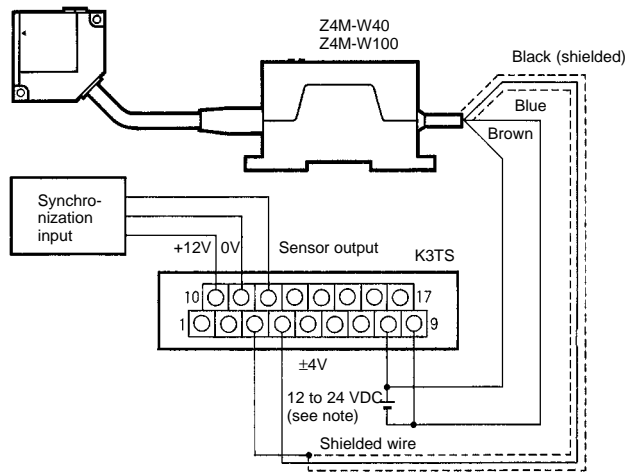 Z4M-W40
Z4M-W100
Black (shielded)
Blue
Brown
Synchro-
nization
input
+12V 0V
Sensor output
K3TS
10
17
1
9
±4V
12 to 24 VDC
(see note)
Shielded wire